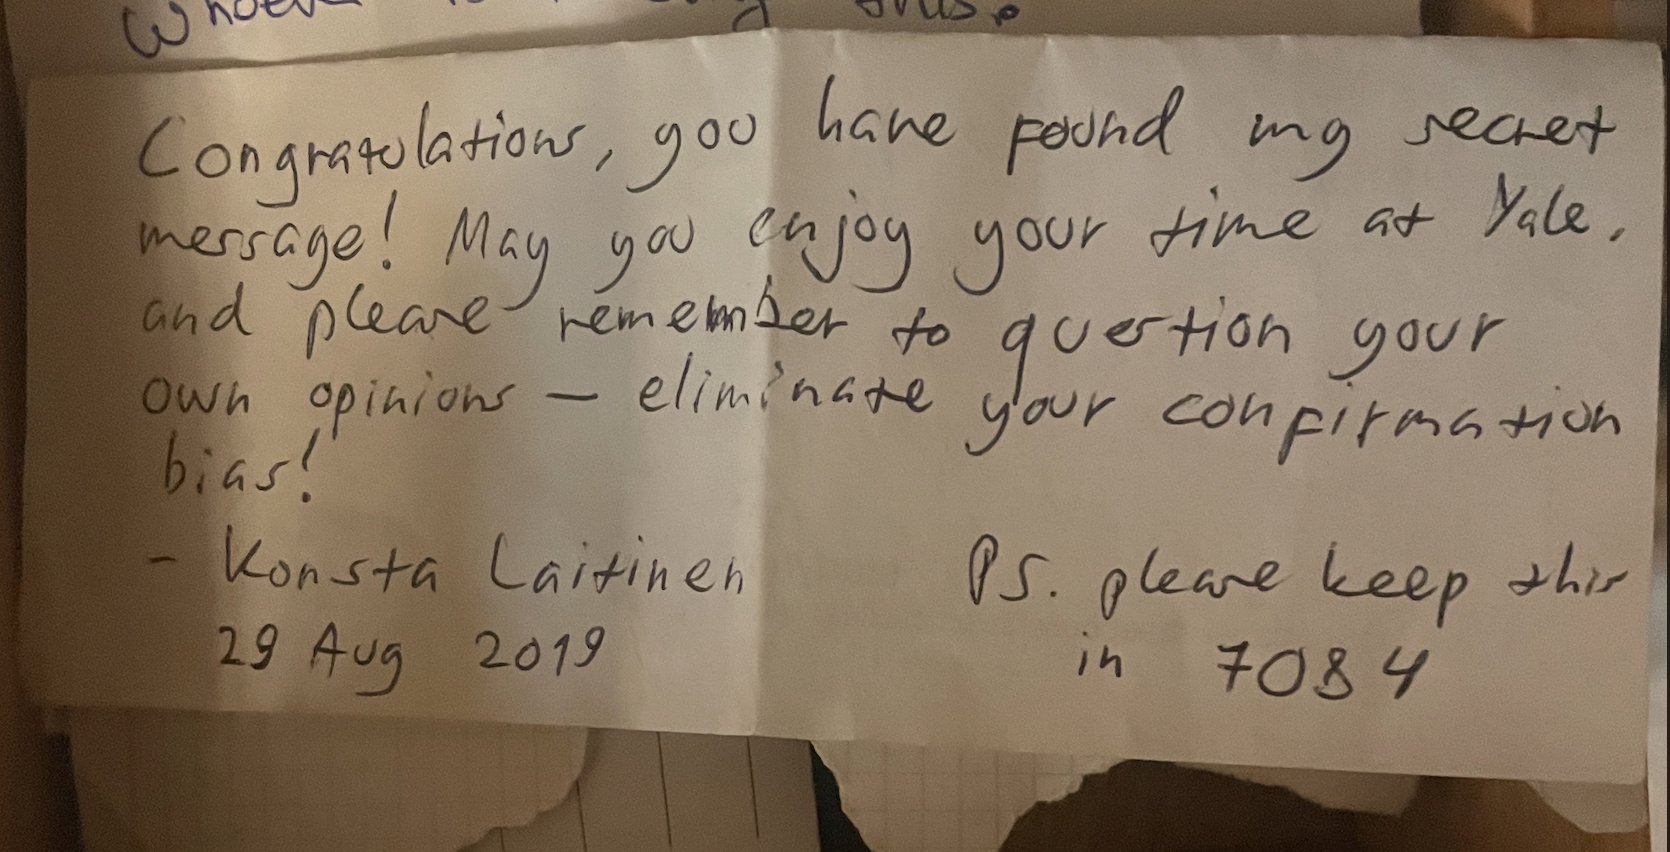 this.
Congratulations, you have found my secret
message! May you enjoy your time at Yale,
and please remember to question your
own opinions — eliminate your confirmation
bias!
- Konsta Laitinen
29 Aug 2019
PS. please keep this
in 7084